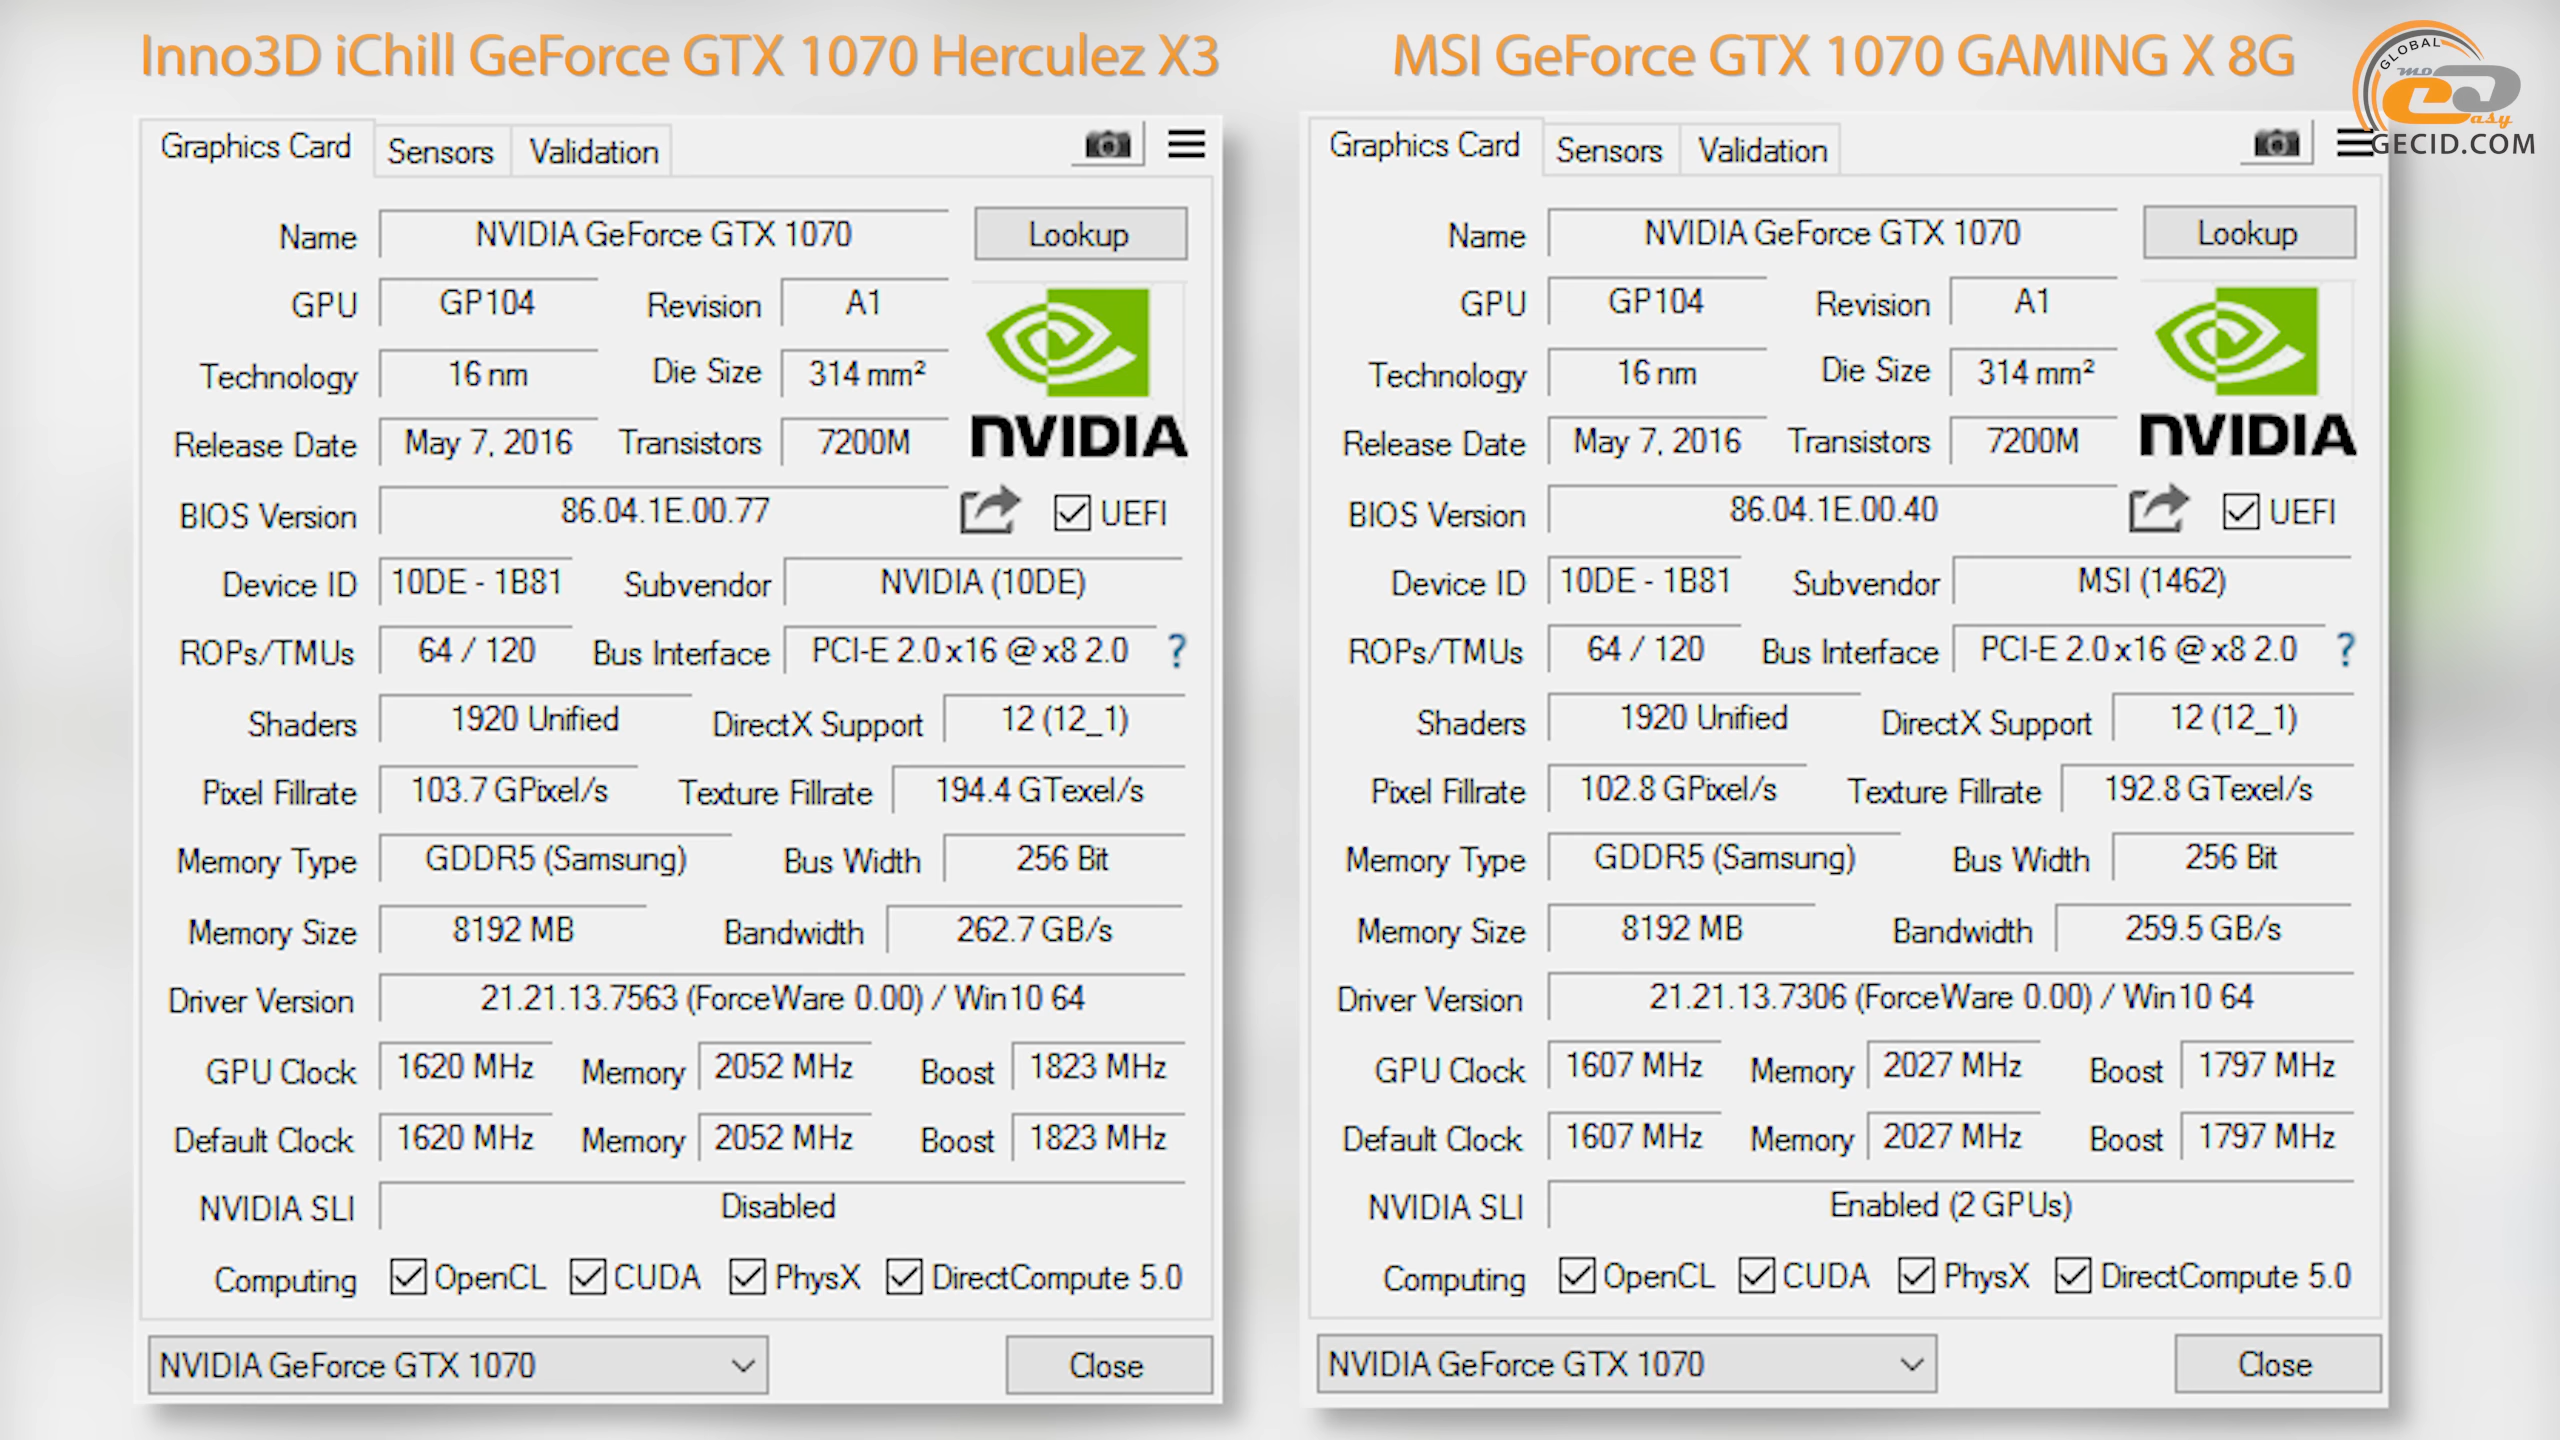 Inno3D iChill GeForce GTX 1070 Herculez X3
Graphics Card Sensors Validation
Name NVIDIA GeForce GTX 1070 Lookup
GPU GP104 Revision A1
Technology 16 nm Die Size 314 mm²
Release Date May 7, 2016 Transistors 7200M
NVIDIA
BIOS Version 86.04.1E.00.77 UEFI
Device ID 10DE - 1B81 Subvendor NVIDIA (10DE)
ROPs/TMUs 64 / 120 Bus Interface PCI-E 2.0 x16 @ x8 2.0 ?
Shaders 1920 Unified DirectX Support 12 (12_1)
Pixel Fillrate 103.7 GPixel/s Texture Fillrate 194.4 GTexel/s
Memory Type GDDR5 (Samsung) Bus Width 256 Bit
Memory Size 8192 MB Bandwidth 262.7 GB/s
Driver Version 21.21.13.7563 (ForceWare 0.00) / Win10 64
GPU Clock 1620 MHz Memory 2052 MHz Boost 1823 MHz
Default Clock 1620 MHz Memory 2052 MHz Boost 1823 MHz
NVIDIA SLI Disabled
Computing OpenCL CUDA PhysX DirectCompute 5.0
NVIDIA GeForce GTX 1070 Close
MSI GeForce GTX 1070 GAMING X 8G
GLOBAL
MO
easy
GECID.COM
Graphics Card Sensors Validation
Name NVIDIA GeForce GTX 1070 Lookup
GPU GP104 Revision A1
Technology 16 nm Die Size 314 mm²
Release Date May 7, 2016 Transistors 7200M
NVIDIA
BIOS Version 86.04.1E.00.40 UEFI
Device ID 10DE - 1B81 Subvendor MSI (1462)
ROPs/TMUs 64 / 120 Bus Interface PCI-E 2.0 x16 @ x8 2.0 ?
Shaders 1920 Unified DirectX Support 12 (12_1)
Pixel Fillrate 102.8 GPixel/s Texture Fillrate 192.8 GTexel/s
Memory Type GDDR5 (Samsung) Bus Width 256 Bit
Memory Size 8192 MB Bandwidth 259.5 GB/s
Driver Version 21.21.13.7306 (ForceWare 0.00) / Win10 64
GPU Clock 1607 MHz Memory 2027 MHz Boost 1797 MHz
Default Clock 1607 MHz Memory 2027 MHz Boost 1797 MHz
NVIDIA SLI Enabled (2 GPUs)
Computing OpenCL CUDA PhysX DirectCompute 5.0
NVIDIA GeForce GTX 1070 Close